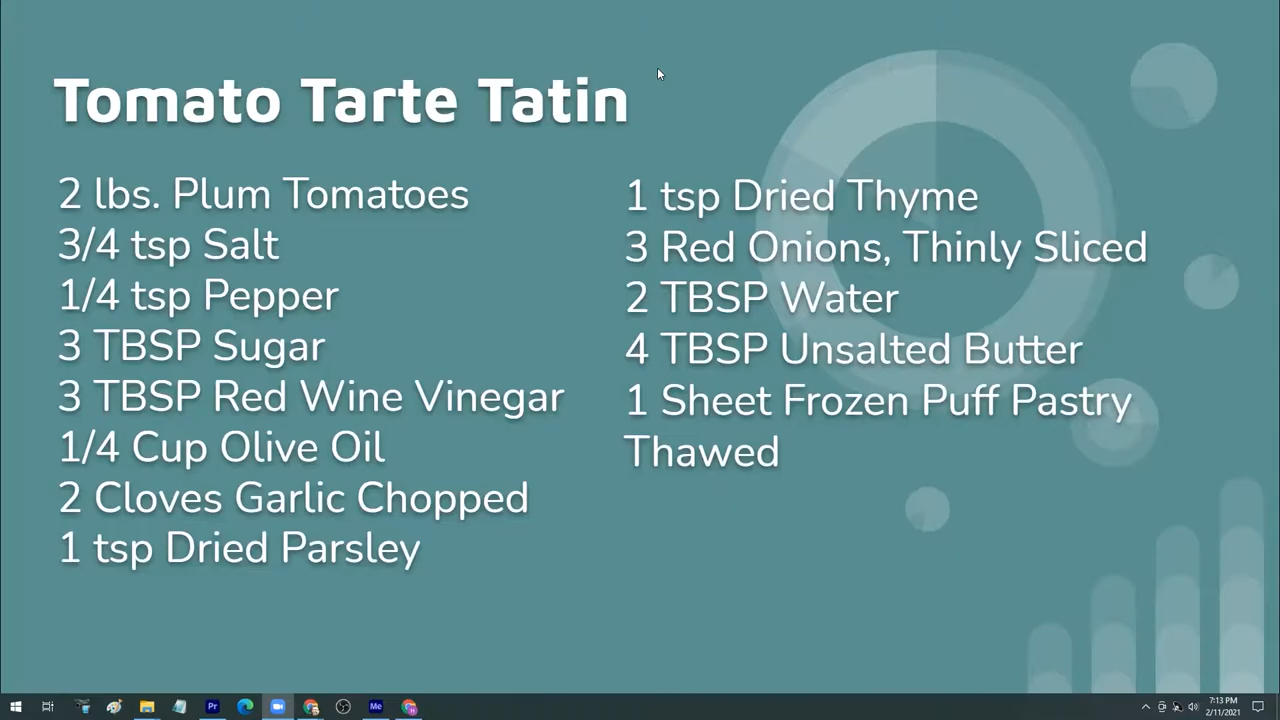 Tomato Tarte Tatin
2 lbs. Plum Tomatoes
3/4 tsp Salt
1/4 tsp Pepper
3 TBSP Sugar
3 TBSP Red Wine Vinegar
1/4 Cup Olive Oil
2 Cloves Garlic Chopped
1 tsp Dried Parsley
1 tsp Dried Thyme
3 Red Onions, Thinly Sliced
2 TBSP Water
4 TBSP Unsalted Butter
1 Sheet Frozen Puff Pastry
Thawed
Pr
Me
7:13 PM
2/11/2021